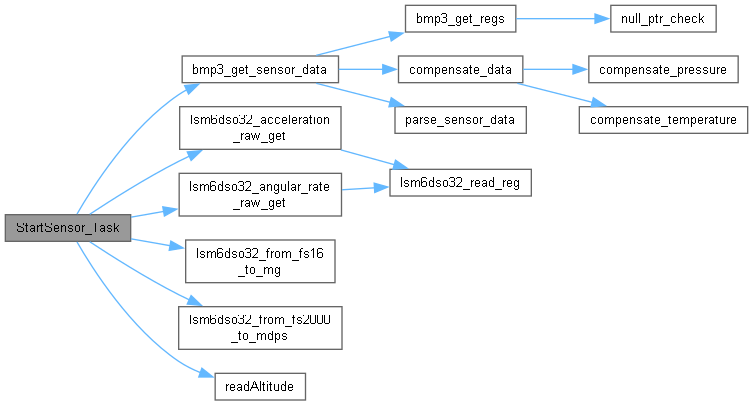 bmp3_get_regs
null_ptr_check
bmp3_get_sensor_data
compensate_data
compensate_pressure
parse_sensor_data
compensate_temperature
lsm6dso32_acceleration
_raw_get
lsm6dso32_angular_rate
_raw_get
lsm6dso32_read_reg
StartSensor_Task
lsm6dso32_from_fs16
_to_mg
lsm6dso32_from_fs2000
_to_mdps
readAltitude